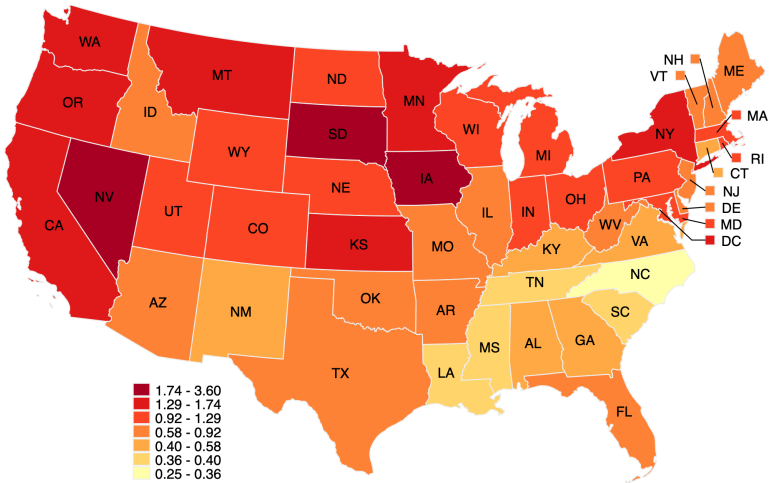 NH
ME
VT
WA
MT
ND
MN
OR
ID
SD
WI
MI
NY
MA
RI
CT
WY
NV
IA
NE
PA
NJ
DE
MD
DC
UT
CO
CA
IL
IN
OH
WV
VA
KS
MO
KY
NC
TN
AZ
NM
OK
AR
SC
MS
AL
GA
TX
LA
FL
1.74 - 3.60
1.29 - 1.74
0.92 - 1.29
0.58 - 0.92
0.40 - 0.58
0.36 - 0.40
0.25 - 0.36